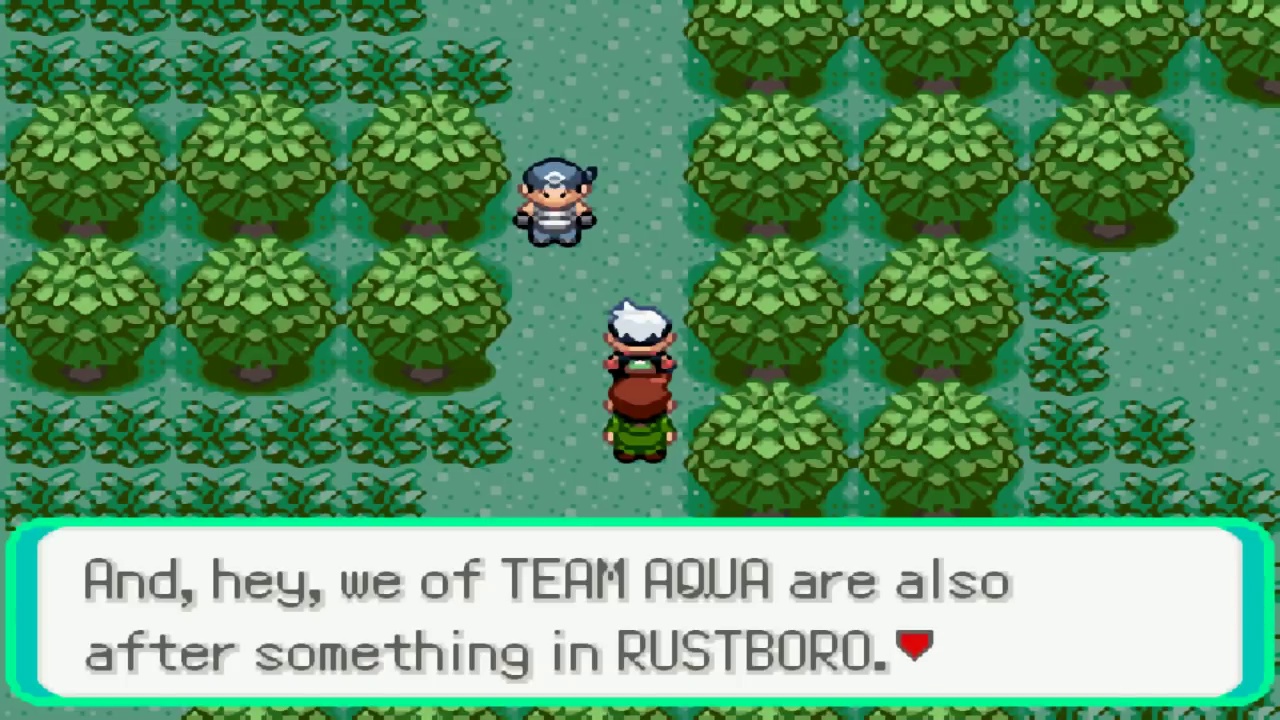 And, hey, we of TEAM AQUA are also
after something in RUSTBORO.